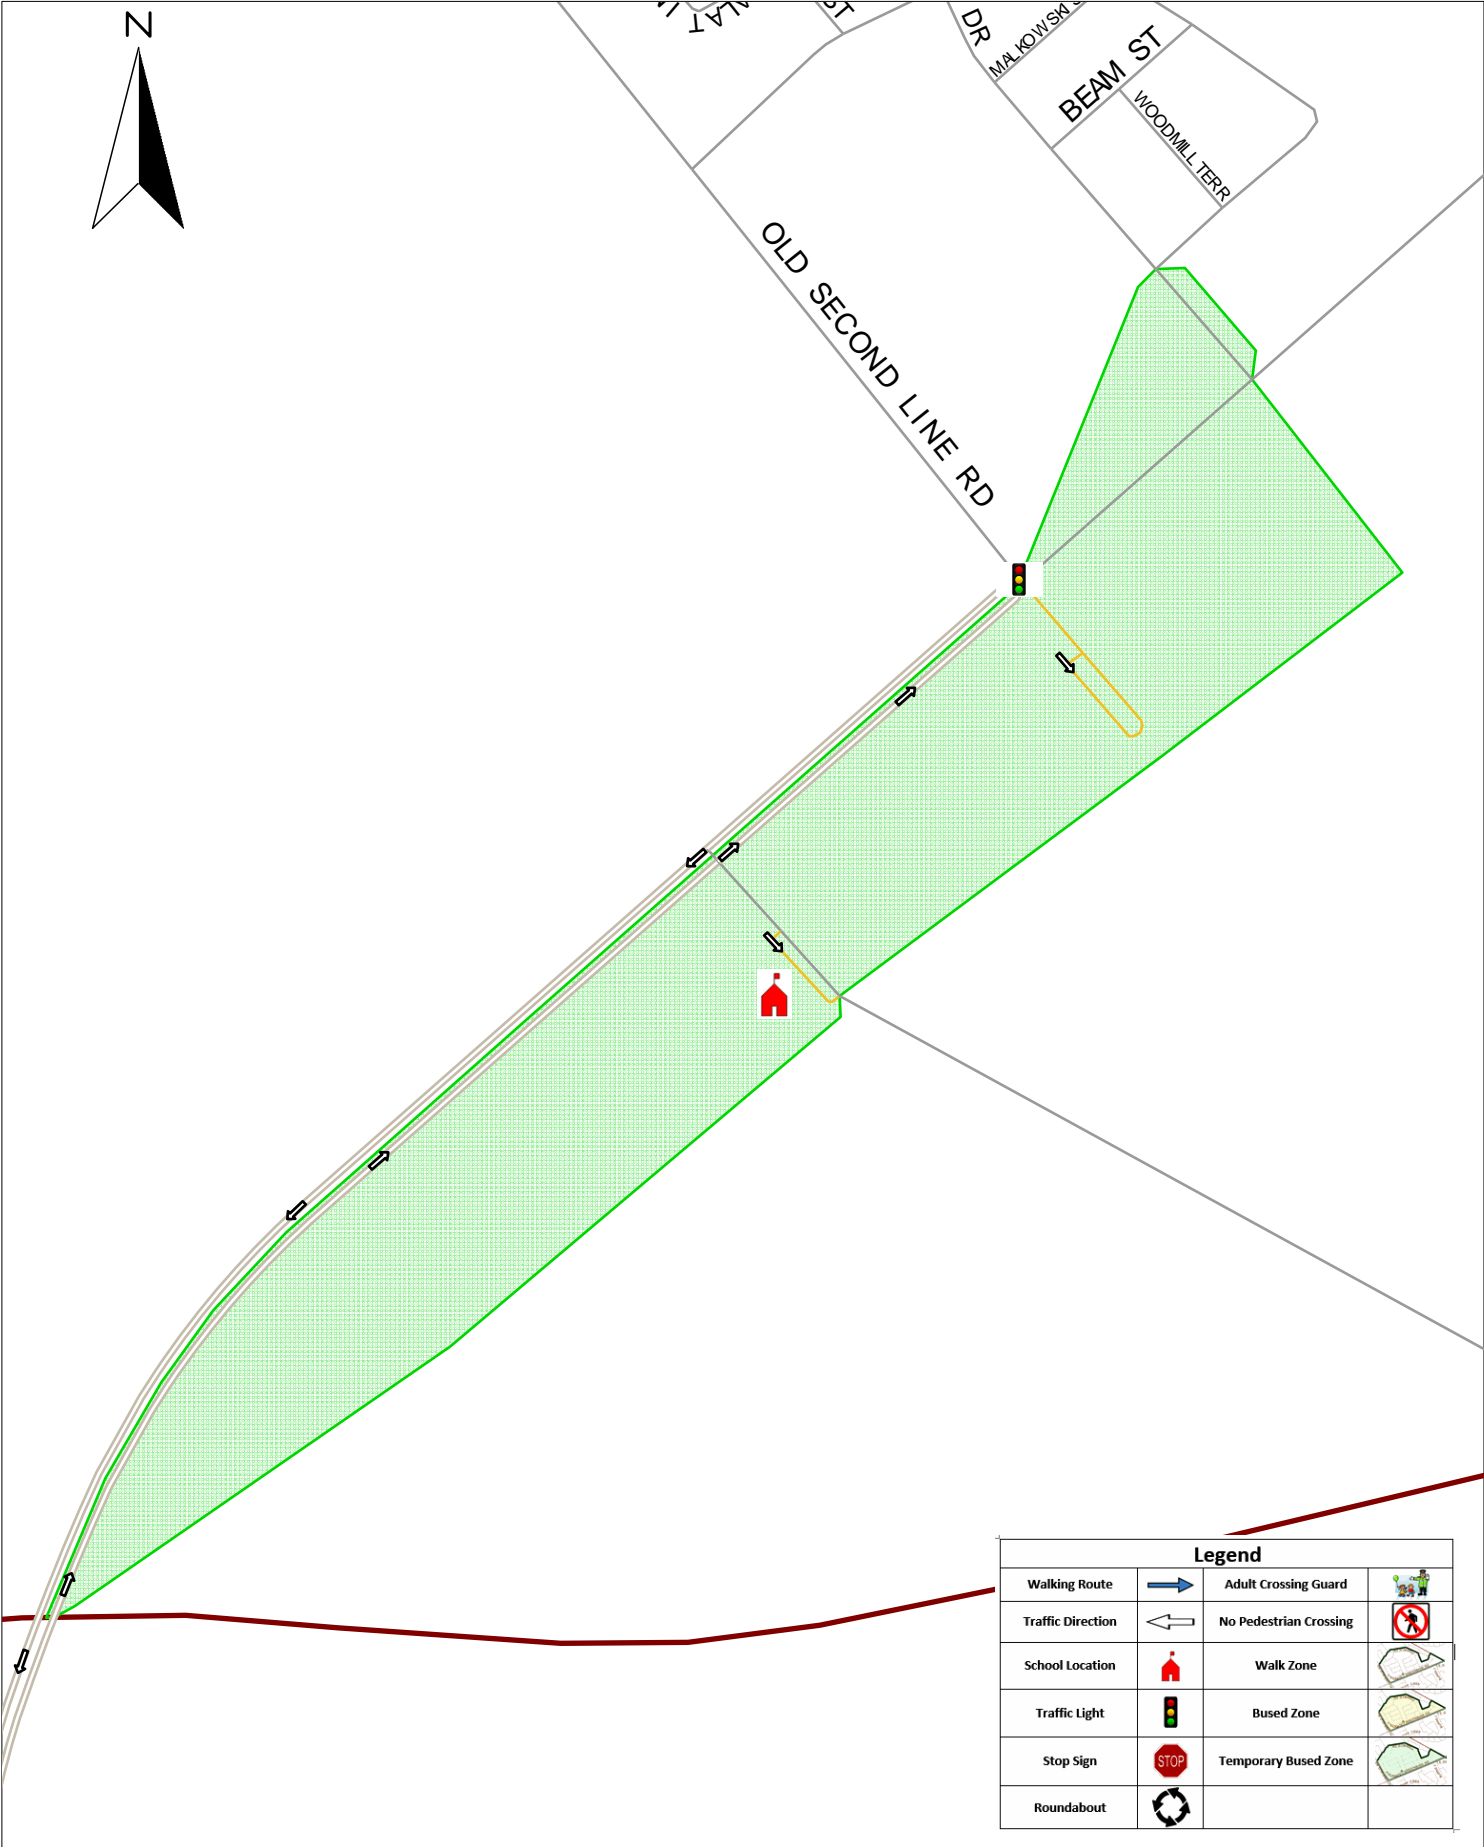 N
ST
DR
MALKOWSKI
BEAM ST
WOODMILL TERR
OLD SECOND LINE RD
Legend
Walking Route
Adult Crossing Guard
Traffic Direction
No Pedestrian Crossing
School Location
Walk Zone
Traffic Light
Bused Zone
Stop Sign
STOP
Temporary Bused Zone
Roundabout